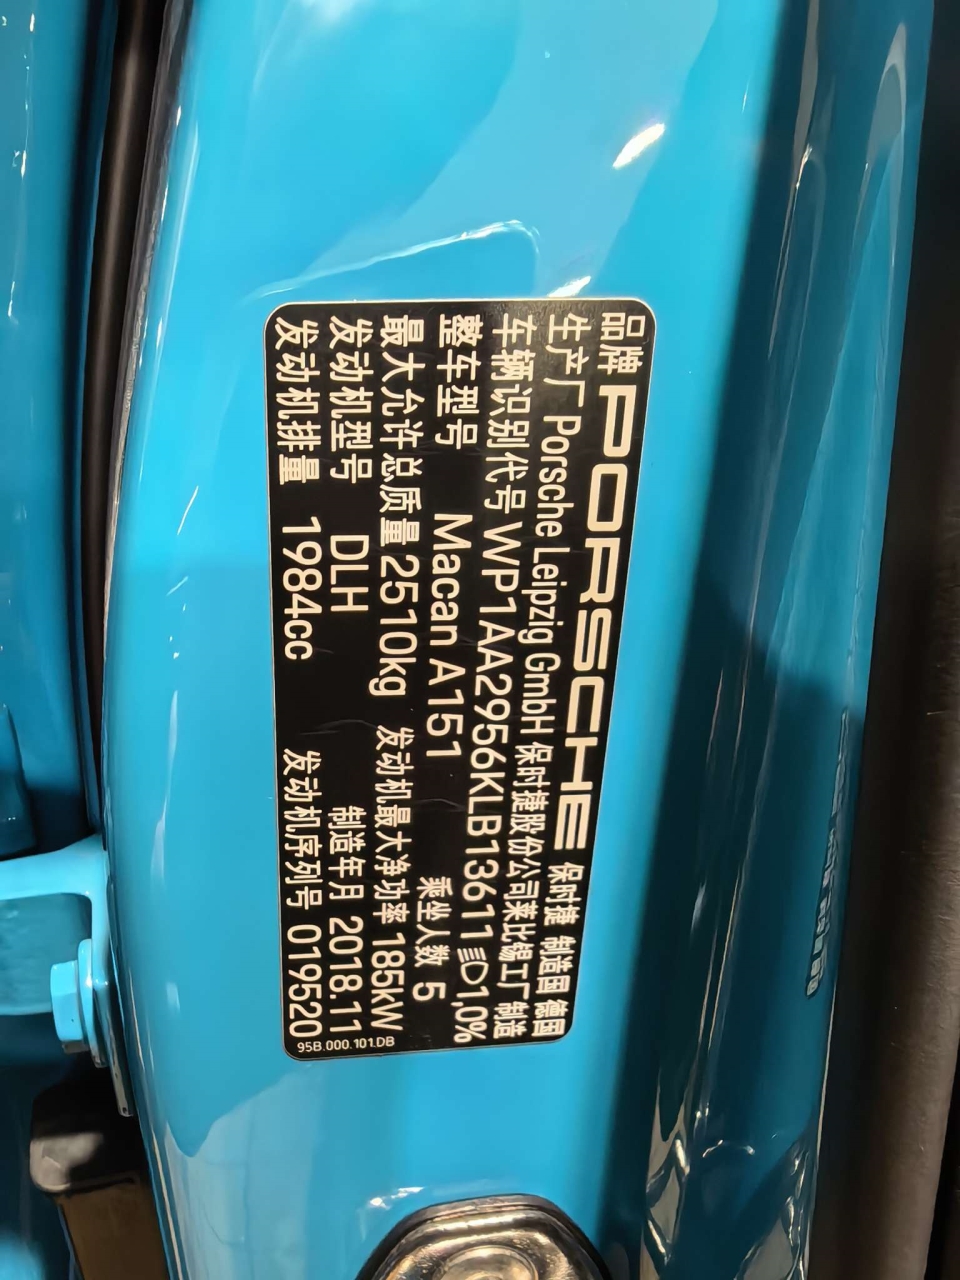 品牌 PORSCHE 保时捷 制造国 德国
生产厂 Porsche Leipzig GmbH 保时捷股份公司莱比锡工厂 制造
车辆识别代号 WP1AA2956KLB13611 1,0%
整车型号 Macan A151 乘坐人数 5
最大允许总质量 2510kg 发动机最大净功率 185kW
发动机型号 DLH 制造年月 2018.11
发动机排量 1984cc 发动机序列号 019520
95B.000.101.DB